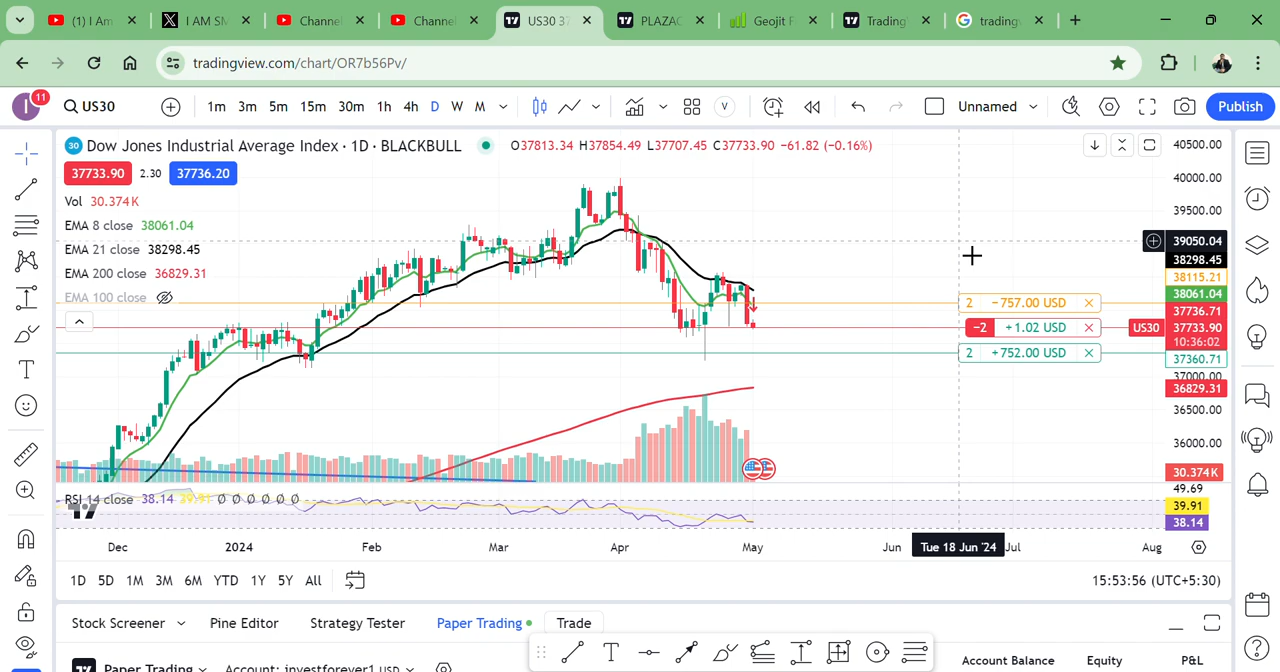 (1) I Am
I AM SM
Channel
Channel
US30 37
PLAZAC
Geojit F
Trading
trading
tradingview.com/chart/OR7b56Pv/
I 11 US30 1m 3m 5m 15m 30m 1h 4h D W M V Unnamed Publish
30 Dow Jones Industrial Average Index · 1D · BLACKBULL O37813.34 H37854.49 L37707.45 C37733.90 −61.82 (−0.16%)
37733.90 2.30 37736.20
Vol 30.374K
EMA 8 close 38061.04
EMA 21 close 38298.45
EMA 200 close 36829.31
EMA 100 close
40500.00
40000.00
39500.00
39050.04
38298.45
38115.21
38061.04
37736.71
US30 37733.90
10:36:02
37360.71
37000.00
36829.31
36500.00
36000.00
30.374K
49.69
39.91
38.14
2 −757.00 USD
−2 +1.02 USD
2 +752.00 USD
RSI 14 close 38.14 39.91 Ø Ø Ø Ø Ø Ø
Dec 2024 Feb Mar Apr May Jun Tue 18 Jun '24 Jul Aug
1D 5D 1M 3M 6M YTD 1Y 5Y All 15:53:56 (UTC+5:30)
Stock Screener Pine Editor Strategy Tester Paper Trading Trade
Paper Trading Account: investforever1 USD Account Balance Equity P&L